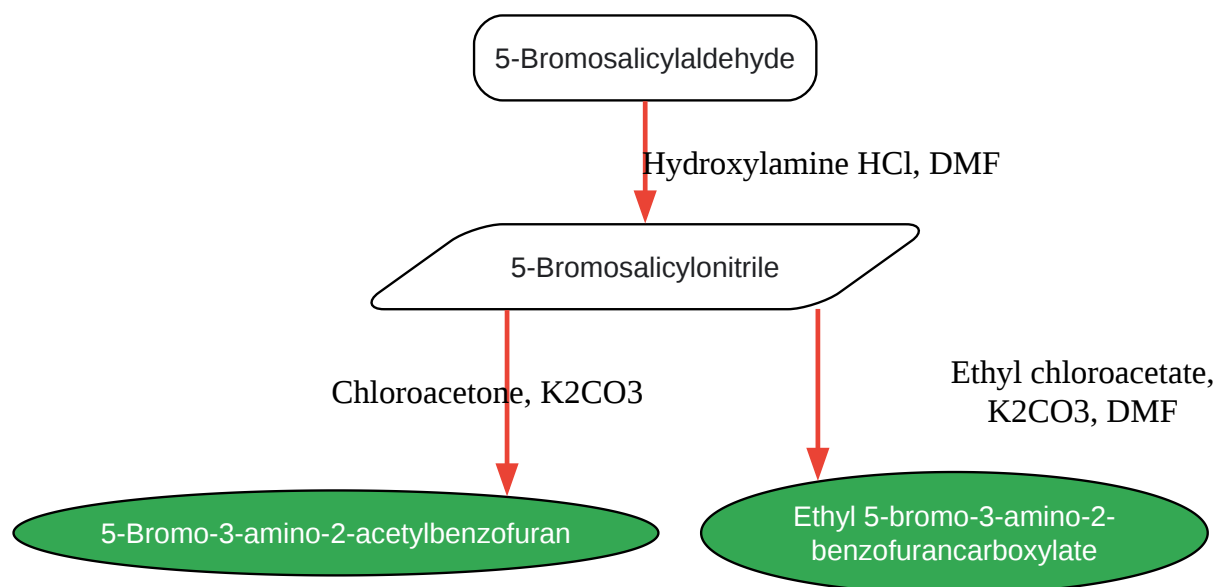 5-Bromosalicylaldehyde
Hydroxylamine HCl, DMF
5-Bromosalicylonitrile
Chloroacetone, K2CO3
Ethyl chloroacetate,
K2CO3, DMF
5-Bromo-3-amino-2-acetylbenzofuran
Ethyl 5-bromo-3-amino-2-
benzofurancarboxylate